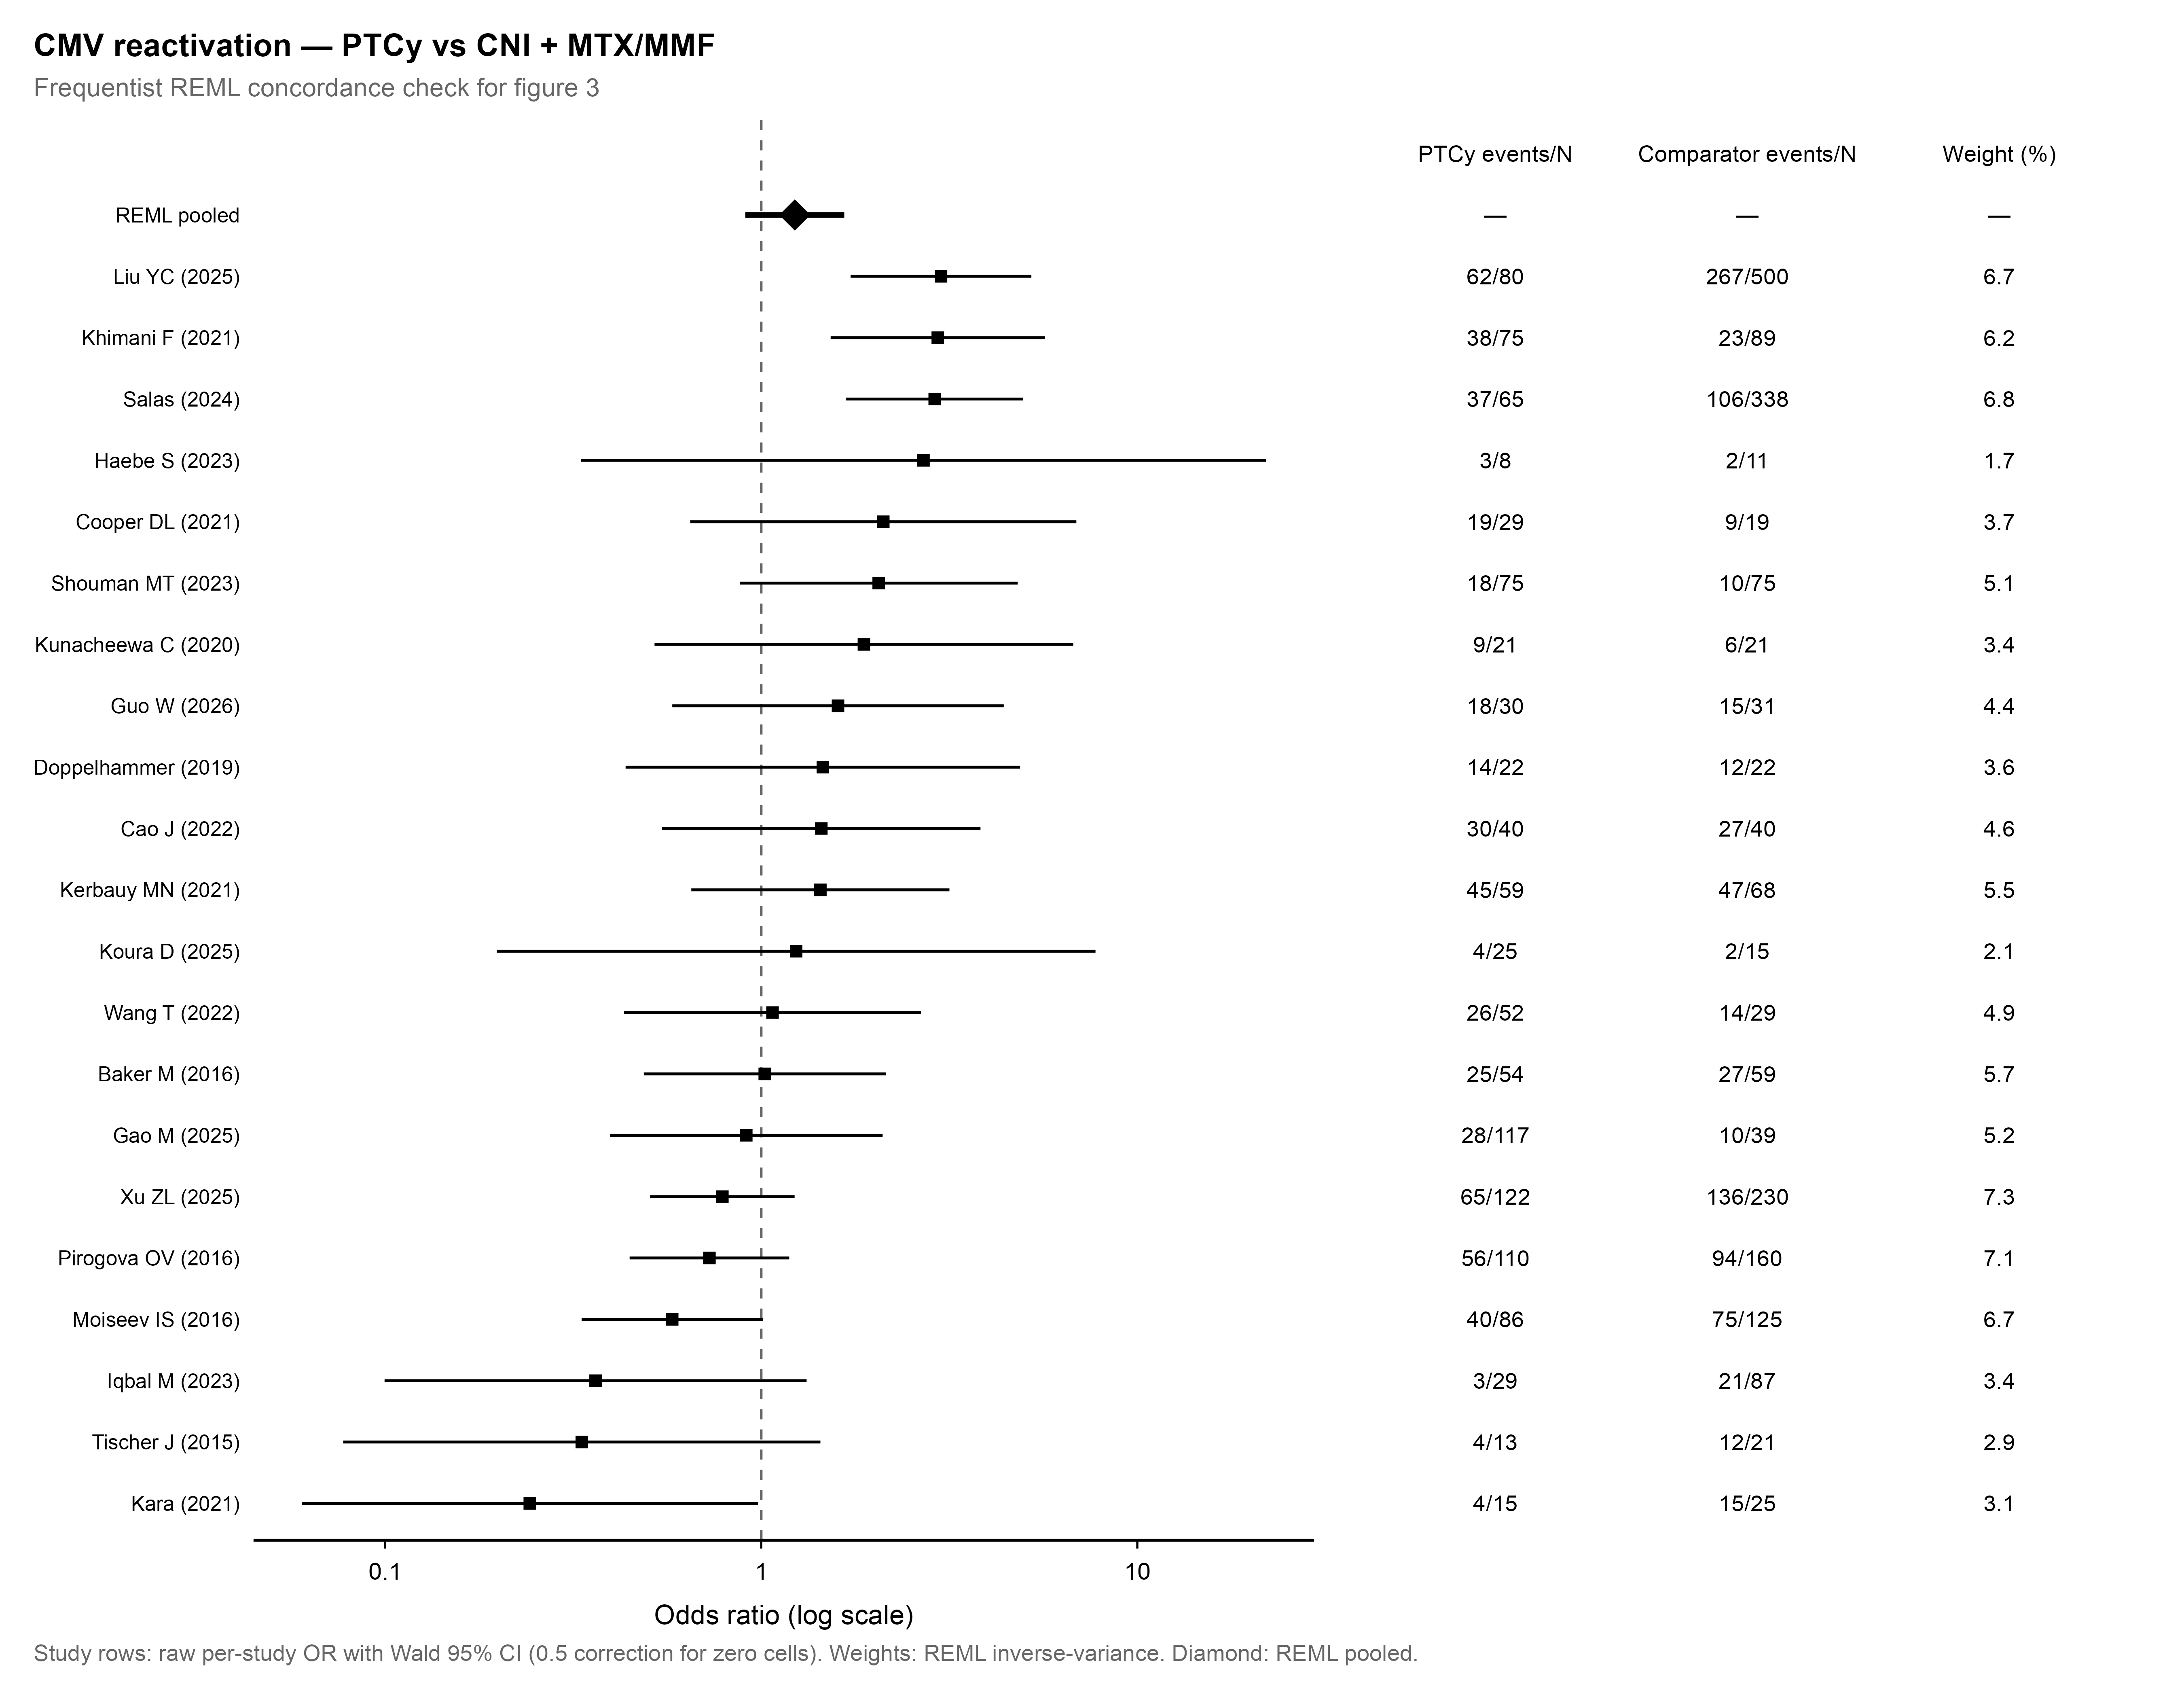 CMV reactivation — PTCy vs CNI + MTX/MMF
Frequentist REML concordance check for figure 3
PTCy events/N Comparator events/N Weight (%)
REML pooled — — —
Liu YC (2025) 62/80 267/500 6.7
Khimani F (2021) 38/75 23/89 6.2
Salas (2024) 37/65 106/338 6.8
Haebe S (2023) 3/8 2/11 1.7
Cooper DL (2021) 19/29 9/19 3.7
Shouman MT (2023) 18/75 10/75 5.1
Kunacheewa C (2020) 9/21 6/21 3.4
Guo W (2026) 18/30 15/31 4.4
Doppelhammer (2019) 14/22 12/22 3.6
Cao J (2022) 30/40 27/40 4.6
Kerbauy MN (2021) 45/59 47/68 5.5
Koura D (2025) 4/25 2/15 2.1
Wang T (2022) 26/52 14/29 4.9
Baker M (2016) 25/54 27/59 5.7
Gao M (2025) 28/117 10/39 5.2
Xu ZL (2025) 65/122 136/230 7.3
Pirogova OV (2016) 56/110 94/160 7.1
Moiseev IS (2016) 40/86 75/125 6.7
Iqbal M (2023) 3/29 21/87 3.4
Tischer J (2015) 4/13 12/21 2.9
Kara (2021) 4/15 15/25 3.1
0.1 1 10
Odds ratio (log scale)
Study rows: raw per-study OR with Wald 95% CI (0.5 correction for zero cells). Weights: REML inverse-variance. Diamond: REML pooled.